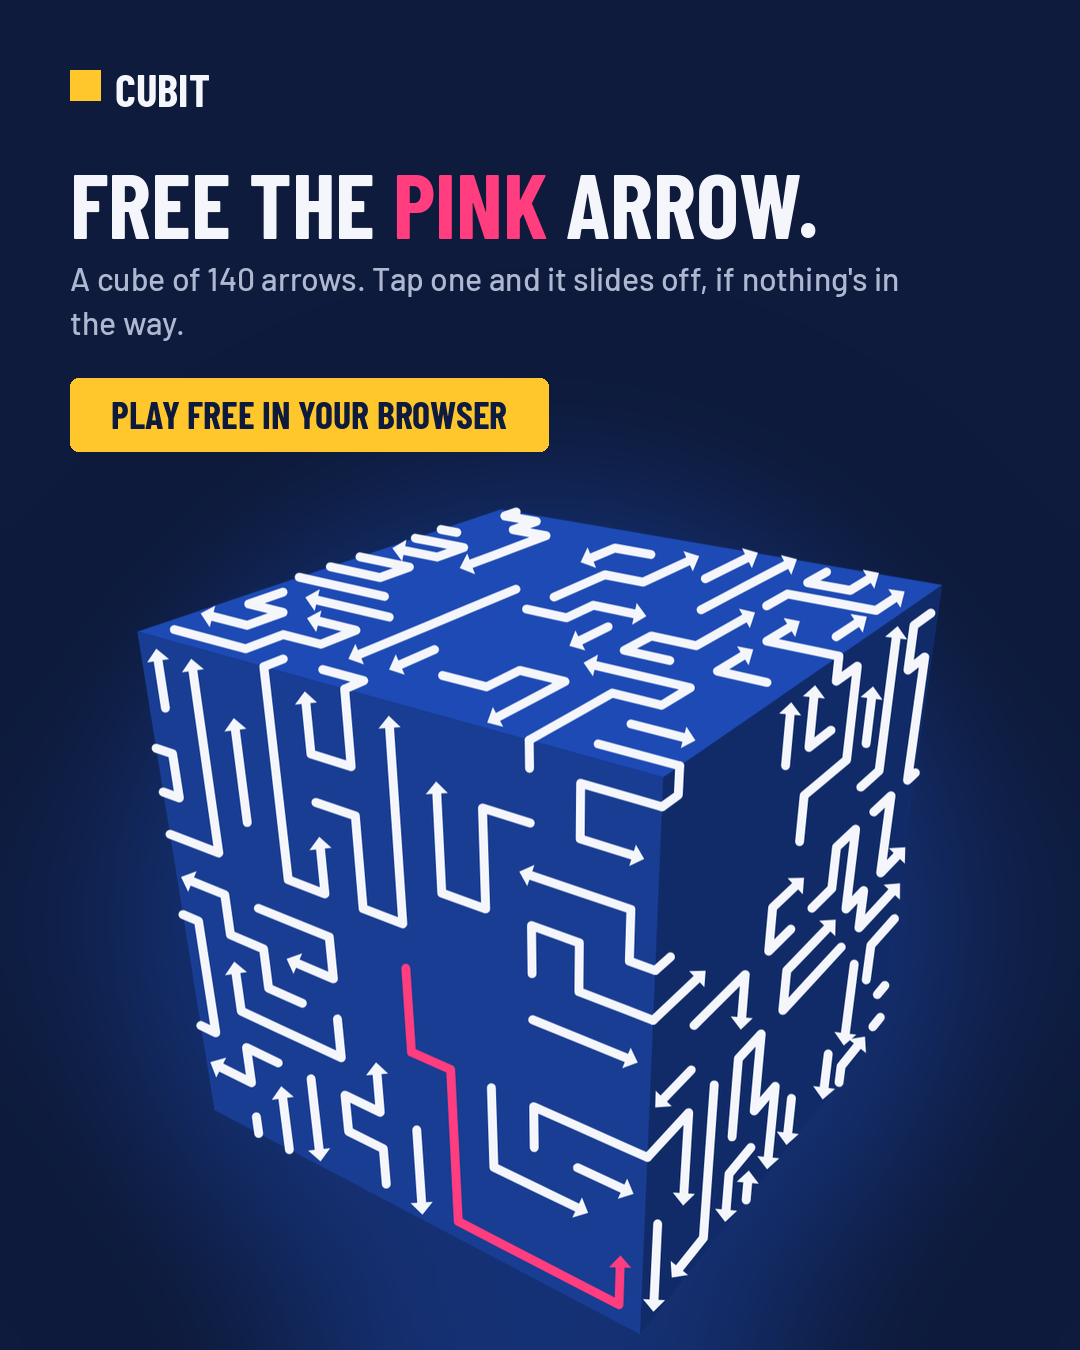 CUBIT
FREE THE PINK ARROW.
A cube of 140 arrows. Tap one and it slides off, if nothing's in
the way.
PLAY FREE IN YOUR BROWSER